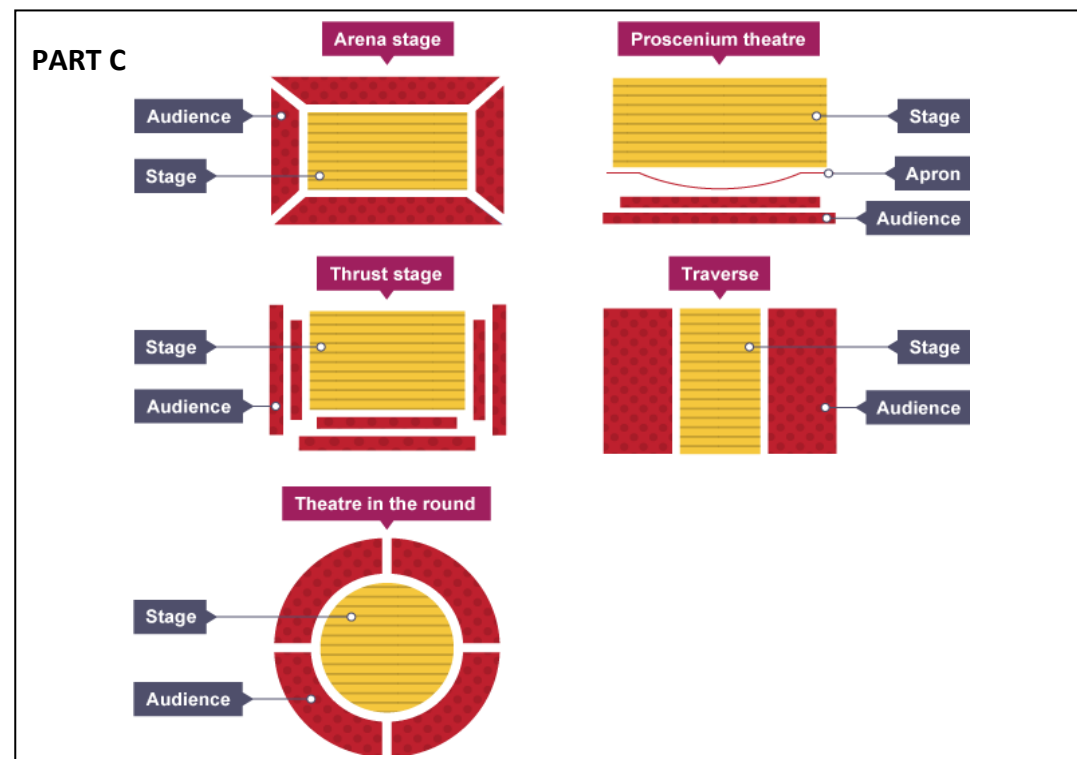 PART C
Arena stage
Audience
Stage
Proscenium theatre
Stage
Apron
Audience
Thrust stage
Stage
Audience
Traverse
Stage
Audience
Theatre in the round
Stage
Audience